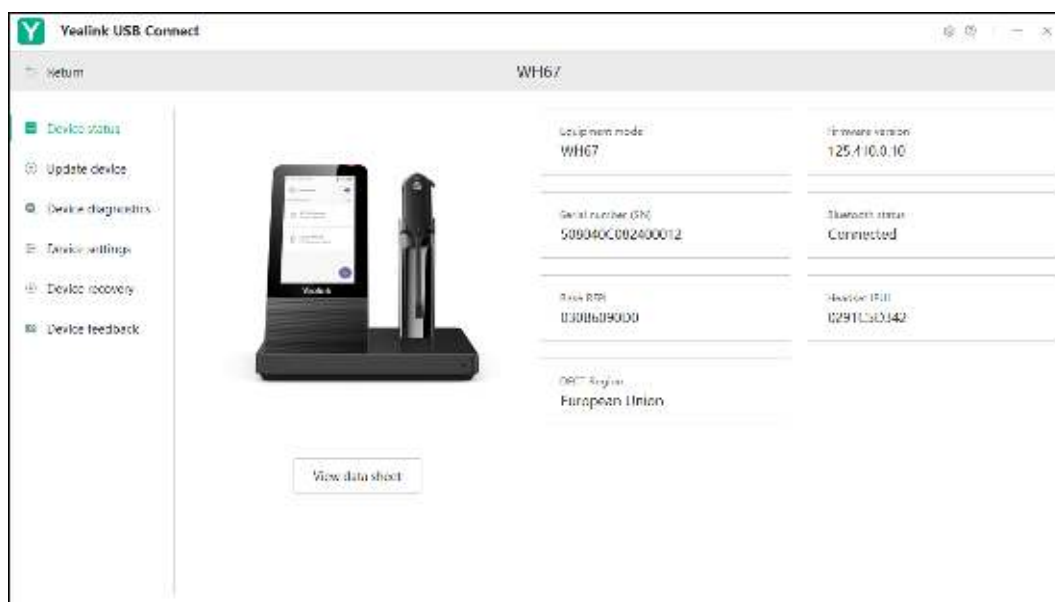 Yealink USB Connect
Return
WH67
Device status
Update device
Device diagnostics
Device settings
Device recovery
Device feedback
Yealink
View data sheet
Equipment mode
WH67
Firmware version
125.410.0.10
Serial number (SN)
Bluetooth status
Connected
Base RFPI
Headset IPUI
DECT Region
European Union